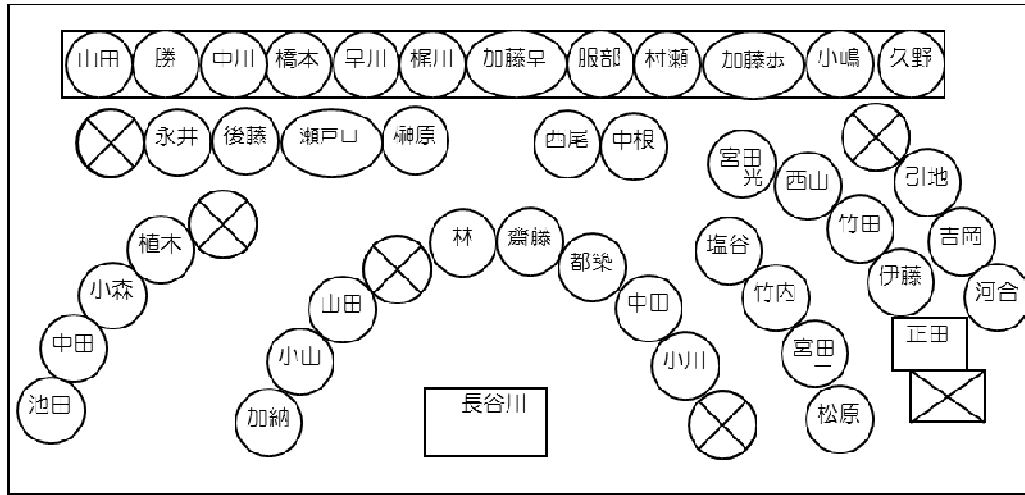 山田 勝 中川 橋本 早川 梶川 加藤早 服部 村瀬 加藤歩 小嶋 久野
永井 後藤 瀬戸口 榊原 西尾 中根
宮田光 西山 引地
植木 林 齋藤 都築 塩谷 竹田 吉岡
小森 山田 中田 竹内 伊藤 河合
中田 小山 小川 宮田一 正田
池田 加納 長谷川 松原